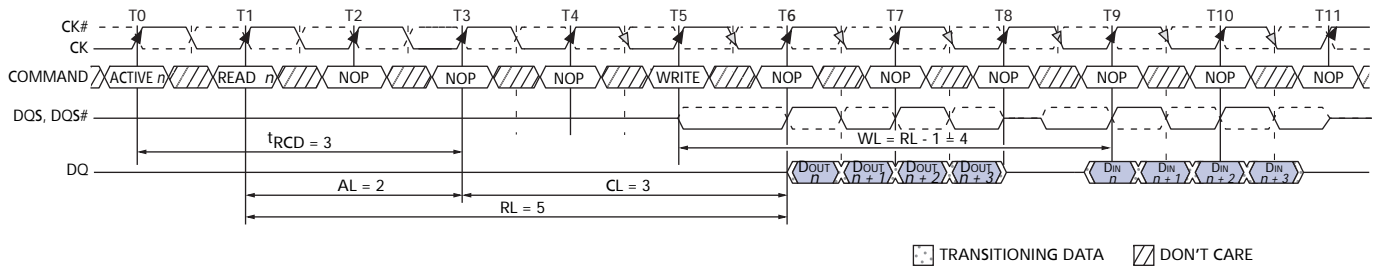 T0 T1 T2 T3 T4 T5 T6 T7 T8 T9 T10 T11
CK#
CK
COMMAND ACTIVE n READ n NOP NOP NOP WRITE NOP NOP NOP NOP NOP NOP
DQS, DQS#
tRCD = 3 WL = RL - 1 = 4
DQ DOUT n DOUT n + 1 DOUT n + 2 DOUT n + 3 DIN n DIN n + 1 DIN n + 2 DIN n + 3
AL = 2 CL = 3
RL = 5
TRANSITIONING DATA DON'T CARE